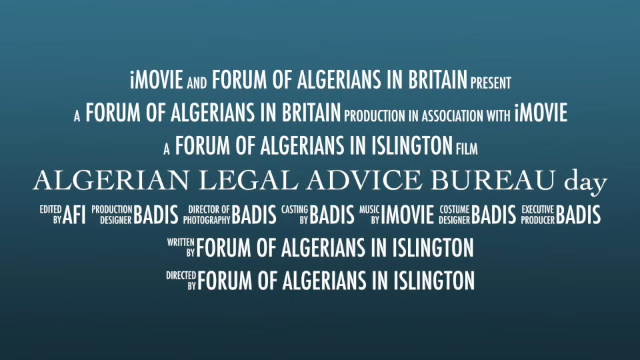 iMOVIE AND FORUM OF ALGERIANS IN BRITAIN PRESENT
A FORUM OF ALGERIANS IN BRITAIN PRODUCTION IN ASSOCIATION WITH iMOVIE
A FORUM OF ALGERIANS IN ISLINGTON FILM
ALGERIAN LEGAL ADVICE BUREAU day
EDITED BY AFI PRODUCTION DESIGNER BADIS DIRECTOR OF PHOTOGRAPHY BADIS CASTING BY BADIS MUSIC BY IMOVIE COSTUME DESIGNER BADIS EXECUTIVE PRODUCER BADIS
WRITTEN BY FORUM OF ALGERIANS IN ISLINGTON
DIRECTED BY FORUM OF ALGERIANS IN ISLINGTON